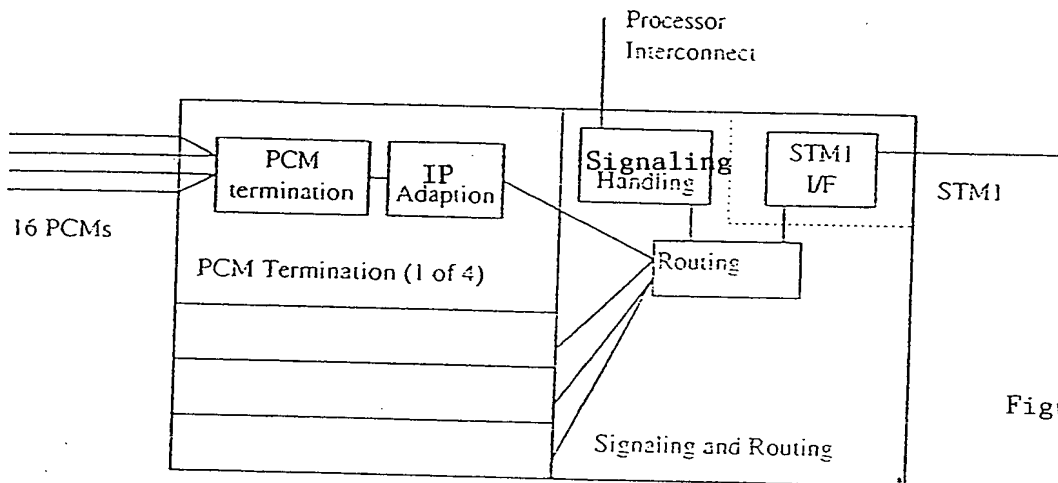 Processor
Interconnect
PCM
termination
IP
Adaption
Signaling
Handling
STM1
I/F
STM1
16 PCMs
PCM Termination (1 of 4)
Routing
Signaling and Routing